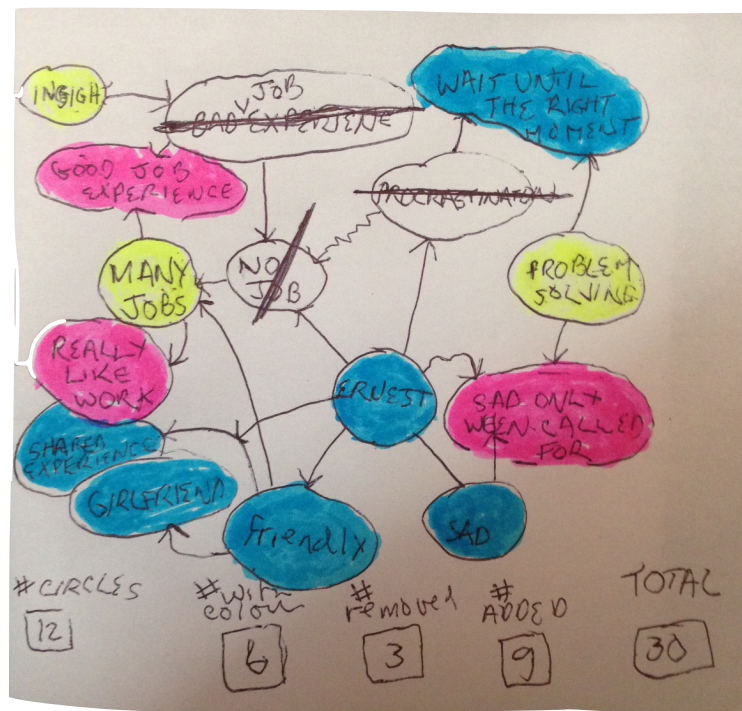 INSIGHT
JOB
BAD EXPERIENE
WAIT UNTIL
THE RIGHT
MOMENT
GOOD JOB
EXPERIENCE
PROCRASTINATION
MANY
JOBS
NO
JOB
PROBLEM
SOLVING
REALLY
LIKE
WORK
ERNEST
SAD ONLY
WEEN CALLED
FOR
SHARED
EXPERIENCE
GIRLFRIEND
Friendly
SAD
#CIRCLES
12
#with
colour
6
#
removed
3
#
ADDED
9
TOTAL
30